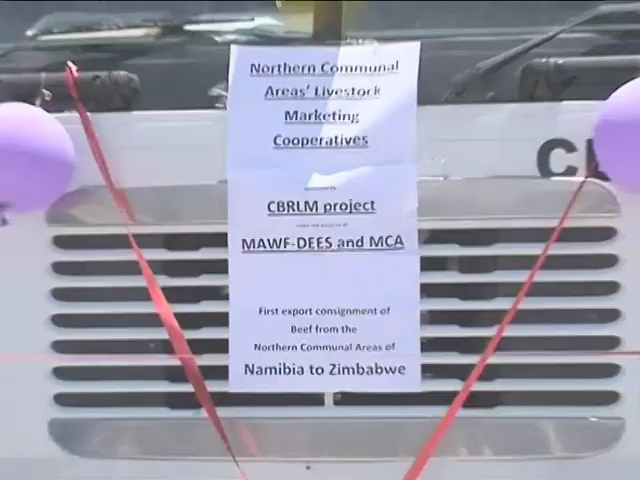 Northern Communal
Areas' Livestock
Marketing
Cooperatives
CBRLM project
MAWF-DEES and MCA
First export consignment of
Beef from the
Northern Communal Areas of
Namibia to Zimbabwe